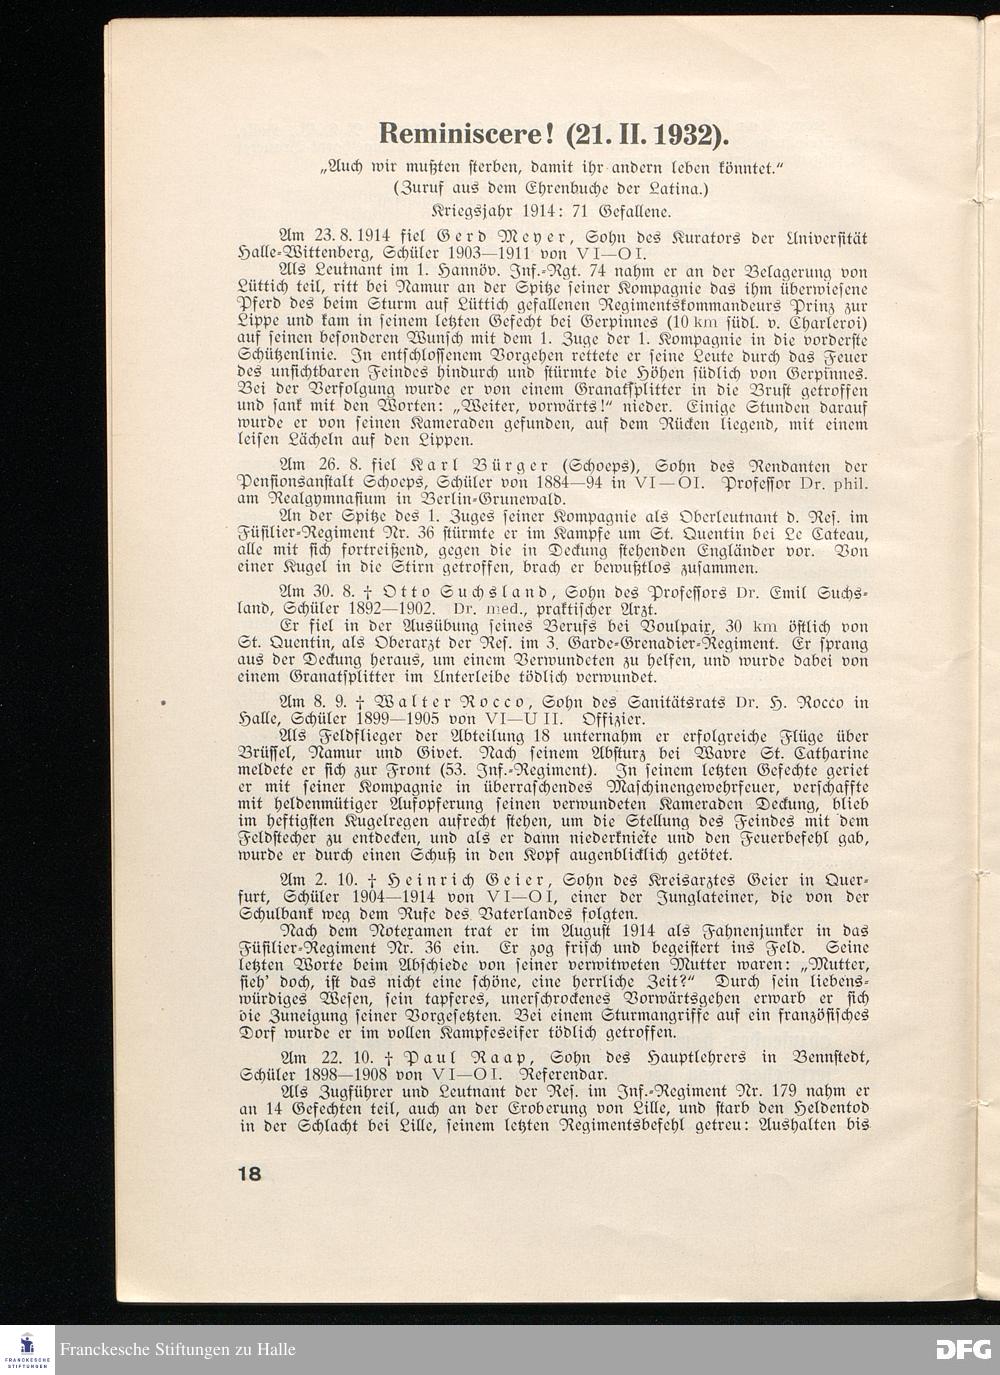 Reminiscere! (21. II. 1932).
„Auch wir mußten sterben, damit ihr andern leben könntet.“
(Zuruf aus dem Ehrenbuche der Latina.)
Kriegsjahr 1914: 71 Gefallene.
Am 23. 8. 1914 fiel Gerd Meyer, Sohn des Kurators der Universität
Halle-Wittenberg, Schüler 1903—1911 von VI—OI.
Als Leutnant im 1. Hannöv. Inf.-Rgt. 74 nahm er an der Belagerung von
Lüttich teil, ritt bei Namur an der Spitze seiner Kompagnie das ihm überwiesene
Pferd des beim Sturm auf Lüttich gefallenen Regimentskommandeurs Prinz zur
Lippe und kam in seinem letzten Gefecht bei Gerpinnes (10 km südl. v. Charleroi)
auf seinen besonderen Wunsch mit dem 1. Zuge der 1. Kompagnie in die vorderste
Schützenlinie. In entschlossenem Vorgehen rettete er seine Leute durch das Feuer
des unsichtbaren Feindes hindurch und stürmte die Höhen südlich von Gerpinnes.
Bei der Verfolgung wurde er von einem Granatsplitter in die Brust getroffen
und sank mit den Worten: „Weiter, vorwärts!“ nieder. Einige Stunden darauf
wurde er von seinen Kameraden gefunden, auf dem Rücken liegend, mit einem
leisen Lächeln auf den Lippen.
Am 26. 8. fiel Karl Bürger (Schoeps), Sohn des Rendanten der
Pensionsanstalt Schoeps, Schüler von 1884—94 in VI—OI. Professor Dr. phil.
am Realgymnasium in Berlin-Grunewald.
An der Spitze des 1. Zuges seiner Kompagnie als Oberleutnant d. Res. im
Füsilier-Regiment Nr. 36 stürmte er im Kampfe um St. Quentin bei Le Cateau,
alle mit sich fortreißend, gegen die in Deckung stehenden Engländer vor. Von
einer Kugel in die Stirn getroffen, brach er bewußtlos zusammen.
Am 30. 8. † Otto Suchsland, Sohn des Professors Dr. Emil Suchs-
land, Schüler 1892—1902. Dr. med., praktischer Arzt.
Er fiel in der Ausübung seines Berufs bei Voulpaix, 30 km östlich von
St. Quentin, als Oberarzt der Res. im 3. Garde-Grenadier-Regiment. Er sprang
aus der Deckung heraus, um einem Verwundeten zu helfen, und wurde dabei von
einem Granatsplitter im Unterleibe tödlich verwundet.
Am 8. 9. † Walter Rocco, Sohn des Sanitätsrats Dr. H. Rocco in
Halle, Schüler 1899—1905 von VI—U II. Offizier.
Als Feldflieger der Abteilung 18 unternahm er erfolgreiche Flüge über
Brüssel, Namur und Givet. Nach seinem Absturz bei Wavre St. Catharine
meldete er sich zur Front (53. Inf.-Regiment). In seinem letzten Gefechte geriet
er mit seiner Kompagnie in überraschendes Maschinengewehrfeuer, verschaffte
mit heldenmütiger Aufopferung seinen verwundeten Kameraden Deckung, blieb
im heftigsten Kugelregen aufrecht stehen, um die Stellung des Feindes mit dem
Feldstecher zu entdecken, und als er dann niederkniete und den Feuerbefehl gab,
wurde er durch einen Schuß in den Kopf augenblicklich getötet.
Am 2. 10. † Heinrich Geier, Sohn des Kreisarztes Geier in Quer-
furt, Schüler 1904—1914 von VI—OI, einer der Junglateiner, die von der
Schulbank weg dem Rufe des Vaterlandes folgten.
Nach dem Notexamen trat er im August 1914 als Fahnenjunker in das
Füsilier-Regiment Nr. 36 ein. Er zog frisch und begeistert ins Feld. Seine
letzten Worte beim Abschiede von seiner verwitweten Mutter waren: „Mutter,
sieh' doch, ist das nicht eine schöne, eine herrliche Zeit?“ Durch sein liebens-
würdiges Wesen, sein tapferes, unerschrockenes Vorwärtsgehen erwarb er sich
die Zuneigung seiner Vorgesetzten. Bei einem Sturmangriffe auf ein französisches
Dorf wurde er im vollen Kampfeseifer tödlich getroffen.
Am 22. 10. † Paul Raap, Sohn des Hauptlehrers in Bennstedt,
Schüler 1898—1908 von VI—OI. Referendar.
Als Zugführer und Leutnant der Res. im Inf.-Regiment Nr. 179 nahm er
an 14 Gefechten teil, auch an der Eroberung von Lille, und starb den Heldentod
in der Schlacht bei Lille, seinem letzten Regimentsbefehl getreu: Aushalten bis
18
FRANCKESCHE
STIFTUNGEN
Franckesche Stiftungen zu Halle
DFG